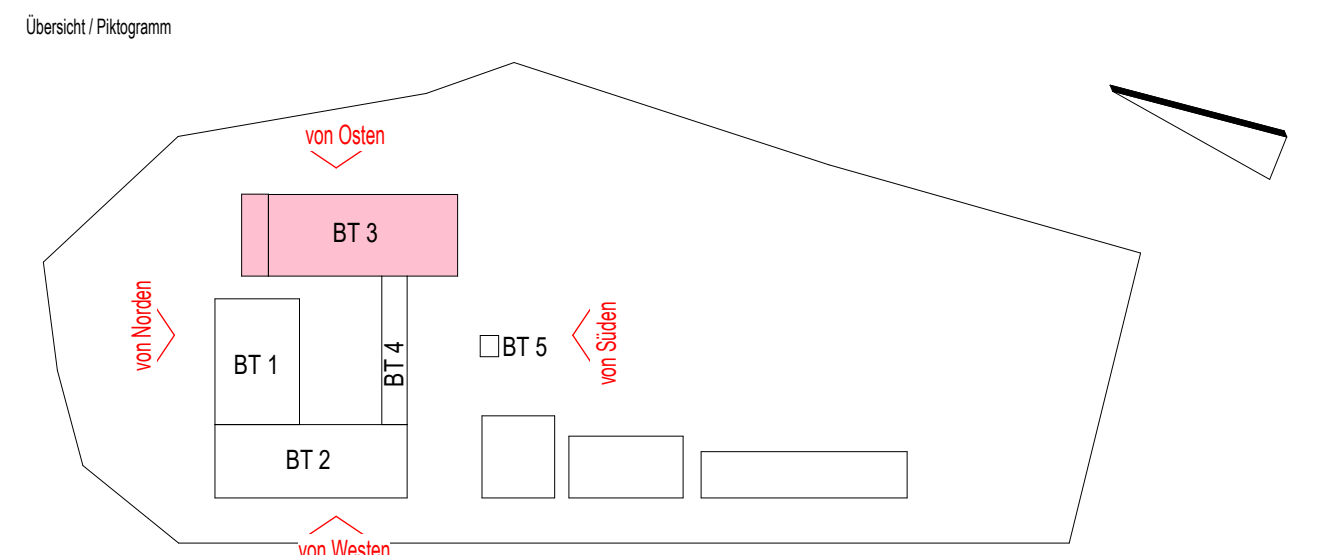 Übersicht / Piktogramm
von Osten
BT 3
von Norden
von Süden
BT 5
BT 4
BT 1
BT 2
von Westen